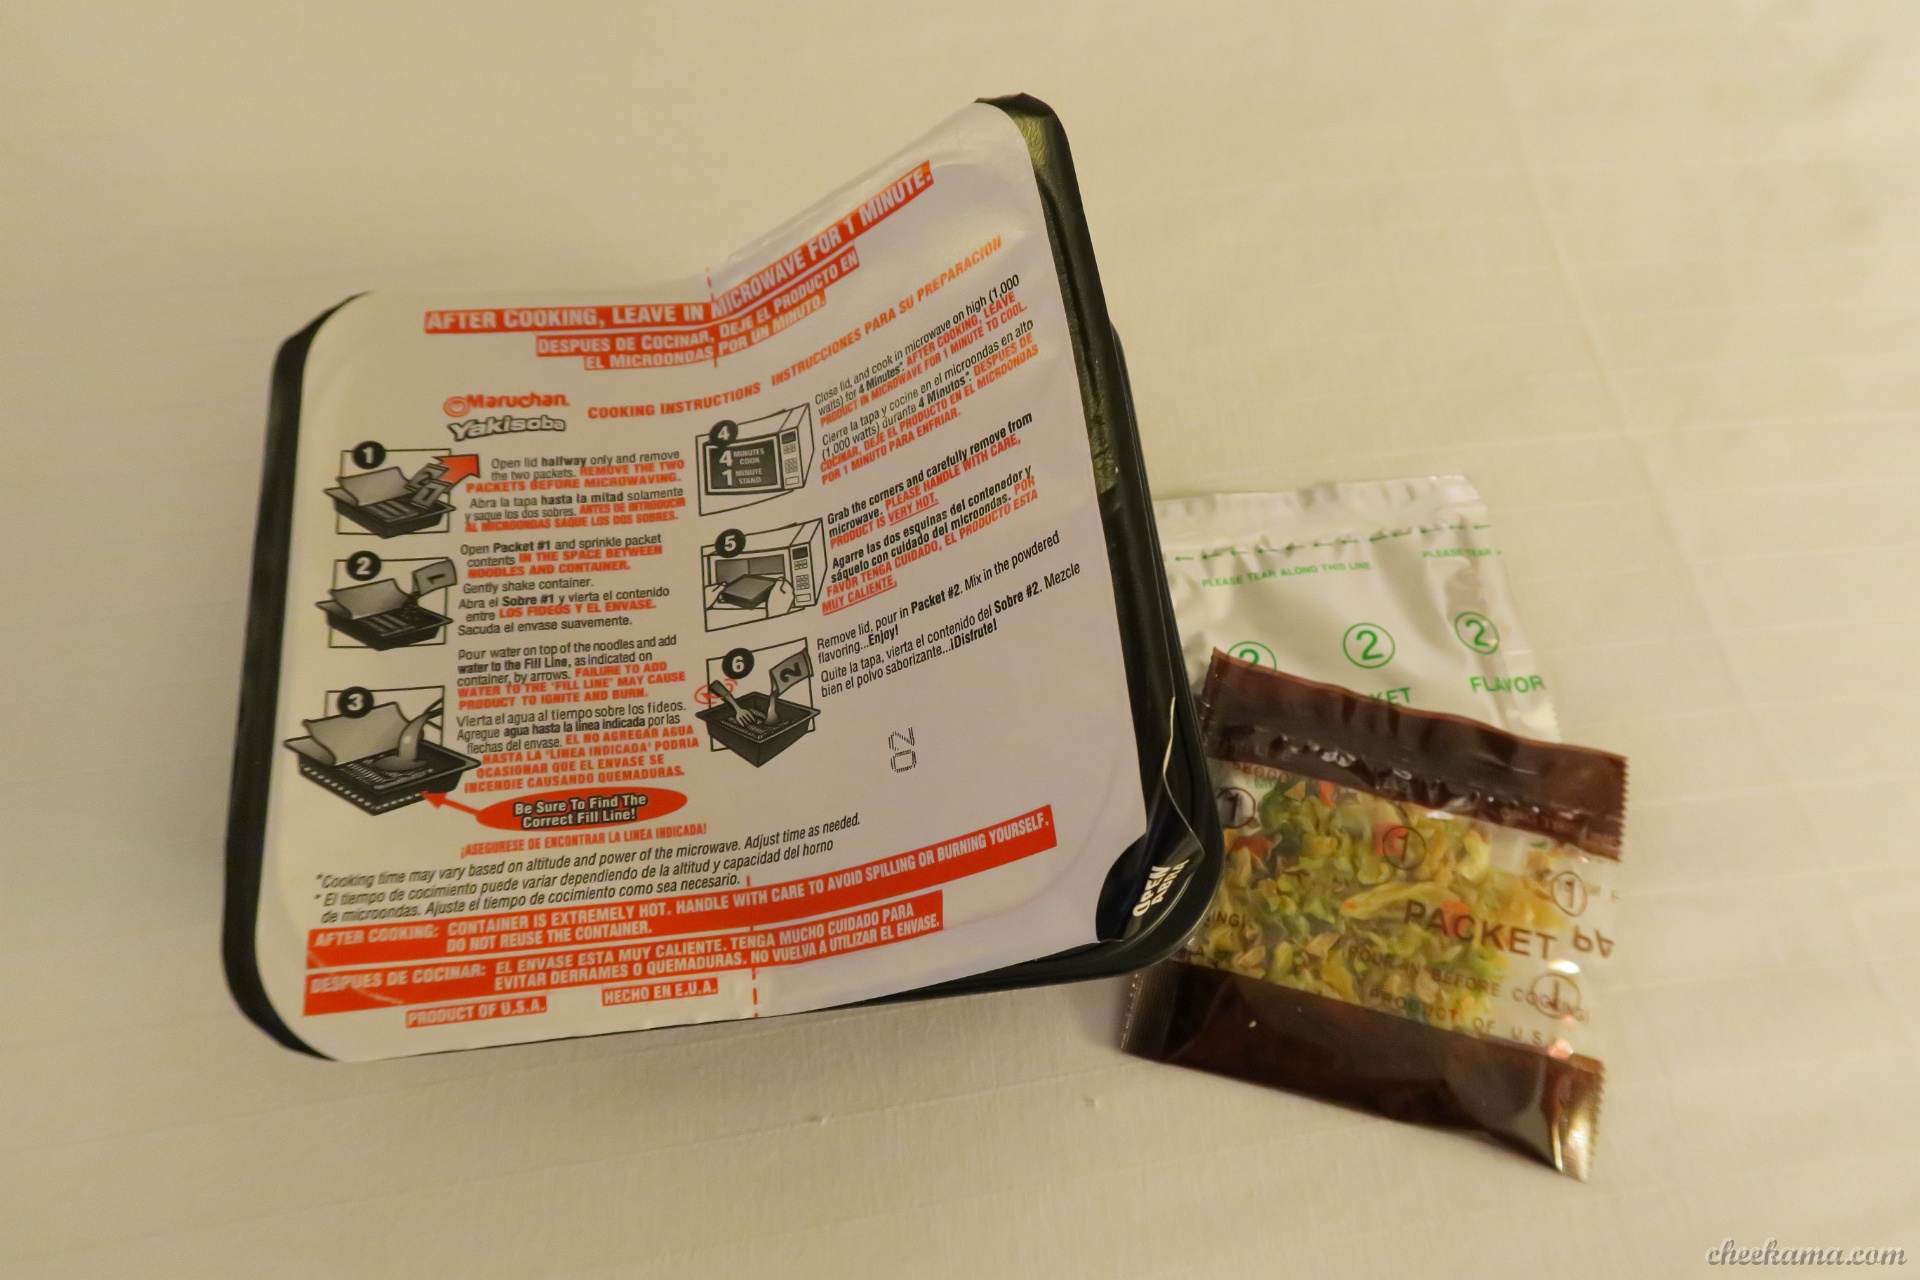 AFTER COOKING, LEAVE IN MICROWAVE FOR 1 MINUTE.
DESPUES DE COCINAR, DEJE EL PRODUCTO EN
EL MICROONDAS POR UN MINUTO.
Maruchan.
Yakisoba
COOKING INSTRUCTIONS INSTRUCCIONES PARA SU PREPARACION
1
Open lid halfway only and remove
the two packets. REMOVE THE TWO
PACKETS BEFORE MICROWAVING.
Abra la tapa hasta la mitad solamente
y saque los dos sobres. ANTES DE INTRODUCIR
AL MICROONDAS SAQUE LOS DOS SOBRES.
2
1
Open Packet #1 and sprinkle packet
contents IN THE SPACE BETWEEN
NOODLES AND CONTAINER.
Gently shake container.
Abra el Sobre #1 y vierta el contenido
entre LOS FIDEOS Y EL ENVASE.
Sacuda el envase suavemente.
3
Pour water on top of the noodles and add
water to the Fill Line, as indicated on
container, by arrows. FAILURE TO ADD
WATER TO THE 'FILL LINE' MAY CAUSE
PRODUCT TO IGNITE AND BURN.
Vierta el agua al tiempo sobre los fideos.
Agregue agua hasta la linea indicada por las
flechas del envase. EL NO AGREGAR AGUA
HASTA LA 'LINEA INDICADA' PODRIA
OCASIONAR QUE EL ENVASE SE
INCENDIE CAUSANDO QUEMADURAS.
Be Sure To Find The
Correct Fill Line!
¡ASEGURESE DE ENCONTRAR LA LINEA INDICADA!
4
4 MINUTES
COOK
1 MINUTE
STAND
Close lid, and cook in microwave on high (1,000
watts) for 4 Minutes*. AFTER COOKING, LEAVE
PRODUCT IN MICROWAVE FOR 1 MINUTE TO COOL.
Cierre la tapa y cocine en el microondas en alto
(1,000 watts) durante 4 Minutos*. DESPUES DE
COCINAR, DEJE EL PRODUCTO EN EL MICROONDAS
POR 1 MINUTO PARA ENFRIAR.
5
Grab the corners and carefully remove from
microwave. PLEASE HANDLE WITH CARE,
PRODUCT IS VERY HOT.
Agarre las dos esquinas del contenedor y
sáquelo con cuidado del microondas. POR
FAVOR TENGA CUIDADO, EL PRODUCTO ESTA
MUY CALIENTE.
6
2
Remove lid, pour in Packet #2. Mix in the powdered
flavoring...Enjoy!
Quite la tapa, vierta el contenido del Sobre #2. Mezcle
bien el polvo saborizante...¡Disfrute!
*Cooking time may vary based on altitude and power of the microwave. Adjust time as needed.
* El tiempo de cocimiento puede variar dependiendo de la altitud y capacidad del horno
de microondas. Ajuste el tiempo de cocimiento como sea necesario.
AFTER COOKING: CONTAINER IS EXTREMELY HOT. HANDLE WITH CARE TO AVOID SPILLING OR BURNING YOURSELF.
DO NOT REUSE THE CONTAINER.
DESPUES DE COCINAR: EL ENVASE ESTA MUY CALIENTE. TENGA MUCHO CUIDADO PARA
EVITAR DERRAMES O QUEMADURAS. NO VUELVA A UTILIZAR EL ENVASE.
PRODUCT OF U.S.A. HECHO EN E.U.A.
OPEN
ABRA
PLEASE TEAR ALONG THIS LINE
PLEASE TEAR
2 2 2
FLAVOR
1
1
1
PACKET
BEFORE COOKING)
PRODUCT OF U.S.
1
cheekama.com